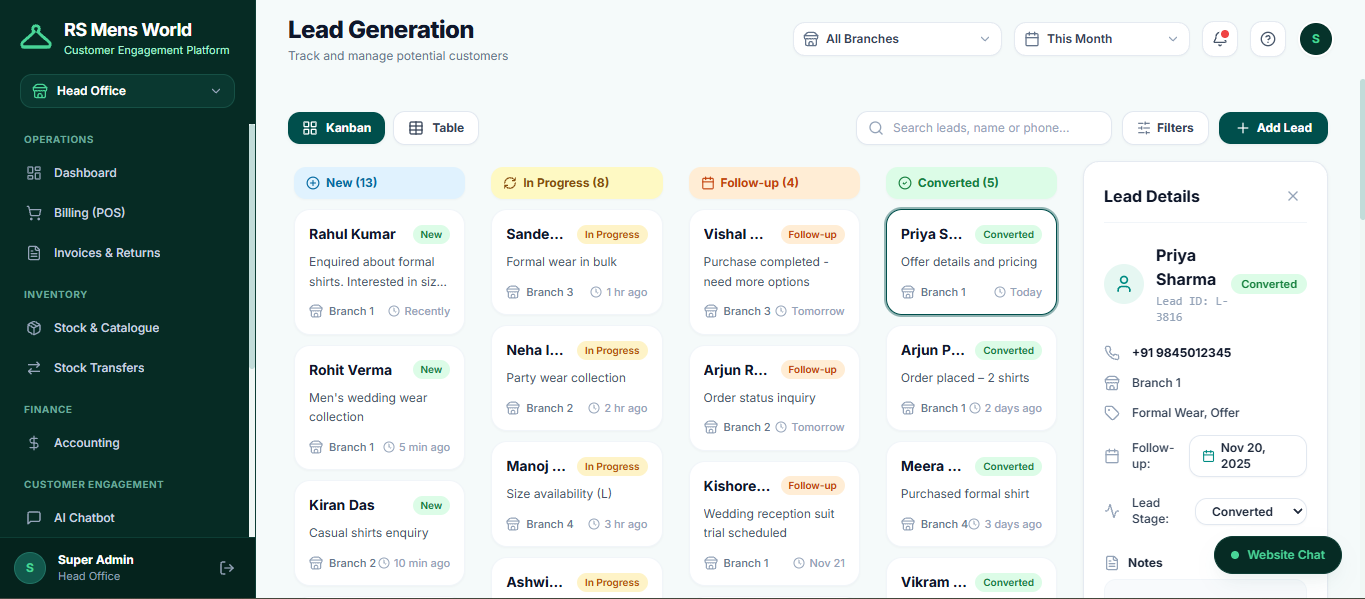 RS Mens World
Customer Engagement Platform
Head Office
OPERATIONS
Dashboard
Billing (POS)
Invoices & Returns
INVENTORY
Stock & Catalogue
Stock Transfers
FINANCE
Accounting
CUSTOMER ENGAGEMENT
AI Chatbot
S
Super Admin
Head Office
Lead Generation
Track and manage potential customers
All Branches
This Month
S
Kanban
Table
Search leads, name or phone...
Filters
Add Lead
New (13)
Rahul Kumar
New
Enquired about formal
shirts. Interested in siz...
Branch 1
Recently
Rohit Verma
New
Men's wedding wear
collection
Branch 1
5 min ago
Kiran Das
New
Casual shirts enquiry
Branch 2
10 min ago
In Progress (8)
Sande...
In Progress
Formal wear in bulk
Branch 3
1 hr ago
Neha I...
In Progress
Party wear collection
Branch 2
2 hr ago
Manoj ...
In Progress
Size availability (L)
Branch 4
3 hr ago
Ashwi...
In Progress
Follow-up (4)
Vishal ...
Follow-up
Purchase completed -
need more options
Branch 3
Tomorrow
Arjun R...
Follow-up
Order status inquiry
Branch 2
Tomorrow
Kishore...
Follow-up
Wedding reception suit
trial scheduled
Branch 1
Nov 21
Converted (5)
Priya S...
Converted
Offer details and pricing
Branch 1
Today
Arjun P...
Converted
Order placed – 2 shirts
Branch 1
2 days ago
Meera ...
Converted
Purchased formal shirt
Branch 4
3 days ago
Vikram ...
Converted
Lead Details
Priya
Sharma
Converted
Lead ID: L-
3816
+91 9845012345
Branch 1
Formal Wear, Offer
Follow-
up:
Nov 20,
2025
Lead
Stage:
Converted
Notes
Website Chat